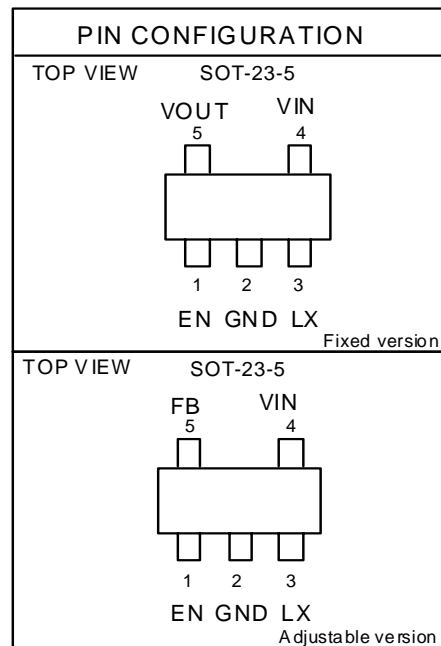 PIN CONFIGURATION
TOP VIEW SOT-23-5
VOUT VIN
5 4
1 2 3
EN GND LX
Fixed version
TOP VIEW SOT-23-5
FB VIN
5 4
1 2 3
EN GND LX
Adjustable version